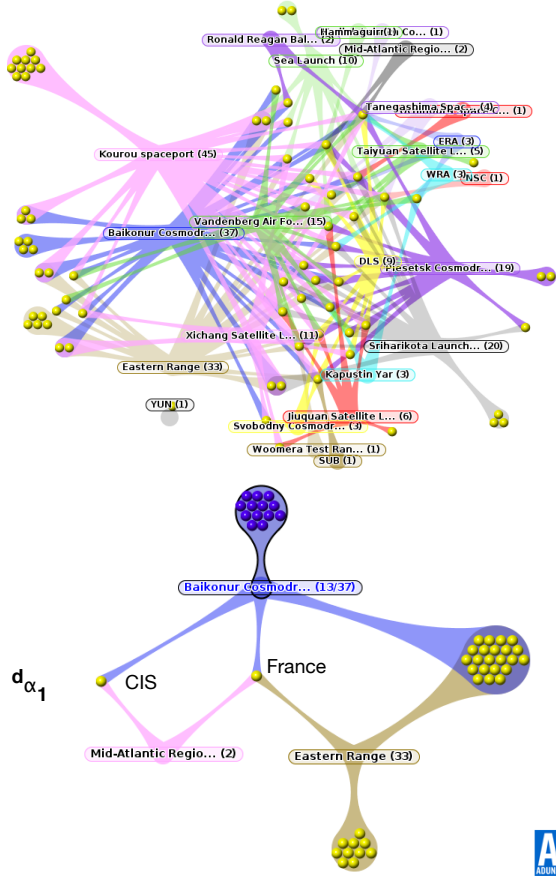 Hammaguir
(1)
Co... (1)
Ronald Reagan Bal... (2)
Mid-Atlantic Regio... (2)
Sea Launch (10)
Tanegashima Spac... (4)
C... (1)
Kourou spaceport (45)
ERA (3)
Taiyuan Satellite L... (5)
WRA (3)
NSC (1)
Vandenberg Air Fo... (15)
Baikonur Cosmodr... (37)
DLS (9)
Plesetsk Cosmodr... (19)
Xichang Satellite L... (11)
Sriharikota Launch... (20)
Eastern Range (33)
Kapustin Yar (3)
YUN (1)
Jiuquan Satellite L... (6)
Svobodny Cosmodr... (3)
Woomera Test Ran... (1)
SUB (1)
Baikonur Cosmodr... (13/37)
France
CIS
dα1
Mid-Atlantic Regio... (2)
Eastern Range (33)
A
ADUN